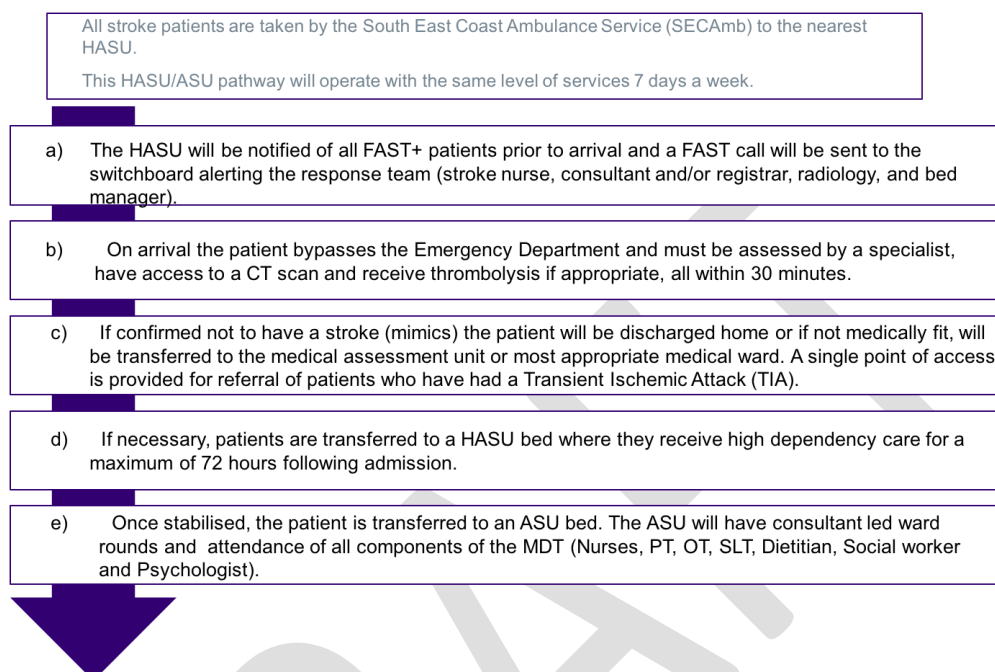 All stroke patients are taken by the South East Coast Ambulance Service (SECAmb) to the nearest
HASU.
This HASU/ASU pathway will operate with the same level of services 7 days a week.
a) The HASU will be notified of all FAST+ patients prior to arrival and a FAST call will be sent to the
switchboard alerting the response team (stroke nurse, consultant and/or registrar, radiology, and bed
manager).
b) On arrival the patient bypasses the Emergency Department and must be assessed by a specialist,
have access to a CT scan and receive thrombolysis if appropriate, all within 30 minutes.
c) If confirmed not to have a stroke (mimics) the patient will be discharged home or if not medically fit, will
be transferred to the medical assessment unit or most appropriate medical ward. A single point of access
is provided for referral of patients who have had a Transient Ischemic Attack (TIA).
d) If necessary, patients are transferred to a HASU bed where they receive high dependency care for a
maximum of 72 hours following admission.
e) Once stabilised, the patient is transferred to an ASU bed. The ASU will have consultant led ward
rounds and attendance of all components of the MDT (Nurses, PT, OT, SLT, Dietitian, Social worker
and Psychologist).